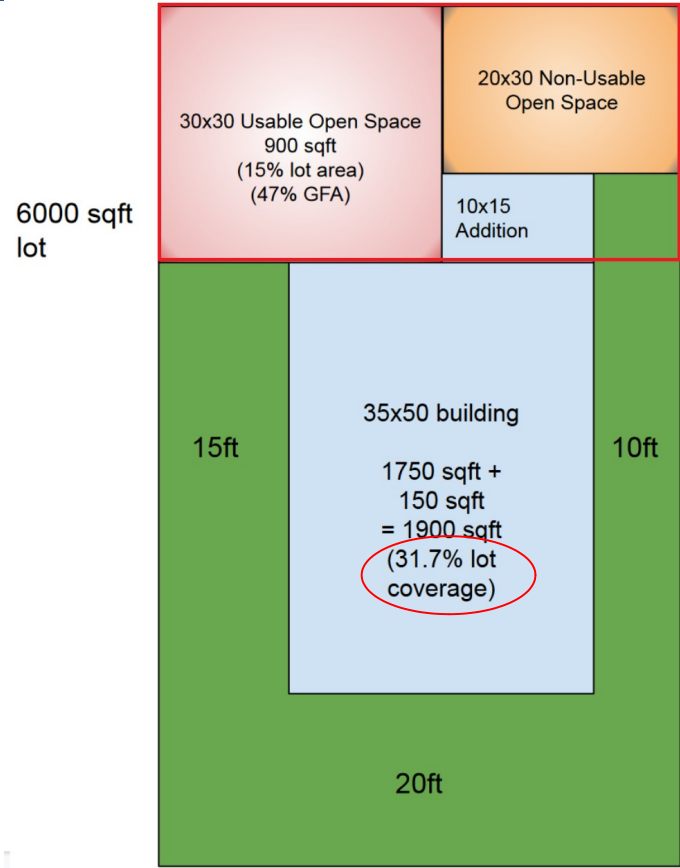 30x30 Usable Open Space
900 sqft
(15% lot area)
(47% GFA)
20x30 Non-Usable
Open Space
6000 sqft
lot
10x15
Addition
35x50 building
1750 sqft +
150 sqft
= 1900 sqft
(31.7% lot
coverage)
15ft
10ft
20ft